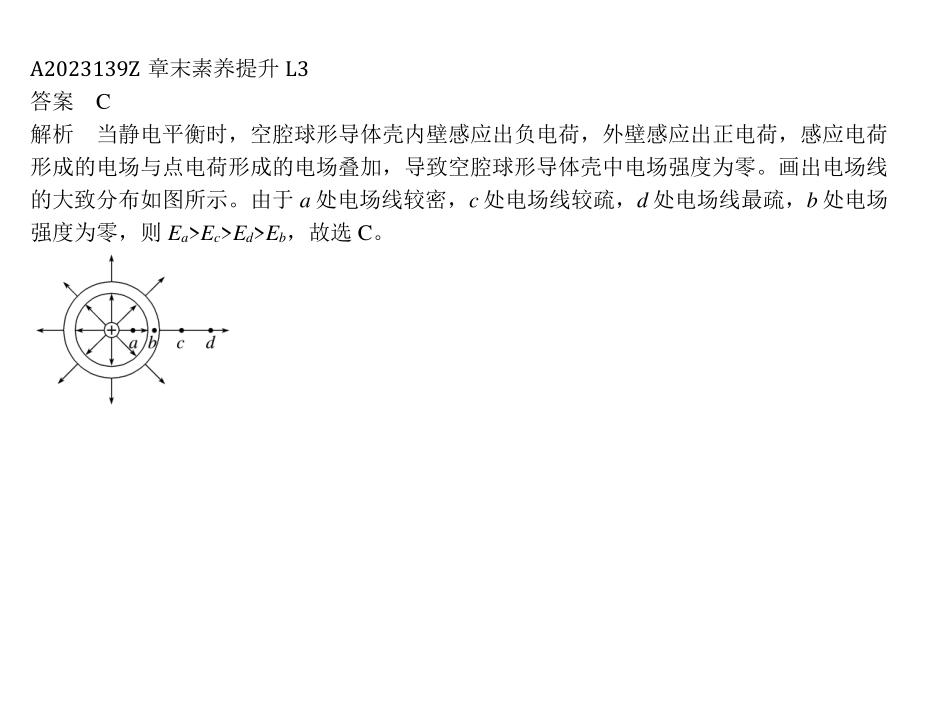 A2023139Z 章末素养提升 L3
答案　C
解析　当静电平衡时，空腔球形导体壳内壁感应出负电荷，外壁感应出正电荷，感应电荷
形成的电场与点电荷形成的电场叠加，导致空腔球形导体壳中电场强度为零。画出电场线
的大致分布如图所示。由于 a 处电场线较密，c 处电场线较疏，d 处电场线最疏，b 处电场
强度为零，则 Ea>Ec>Ed>Eb，故选 C。
+
a b c d